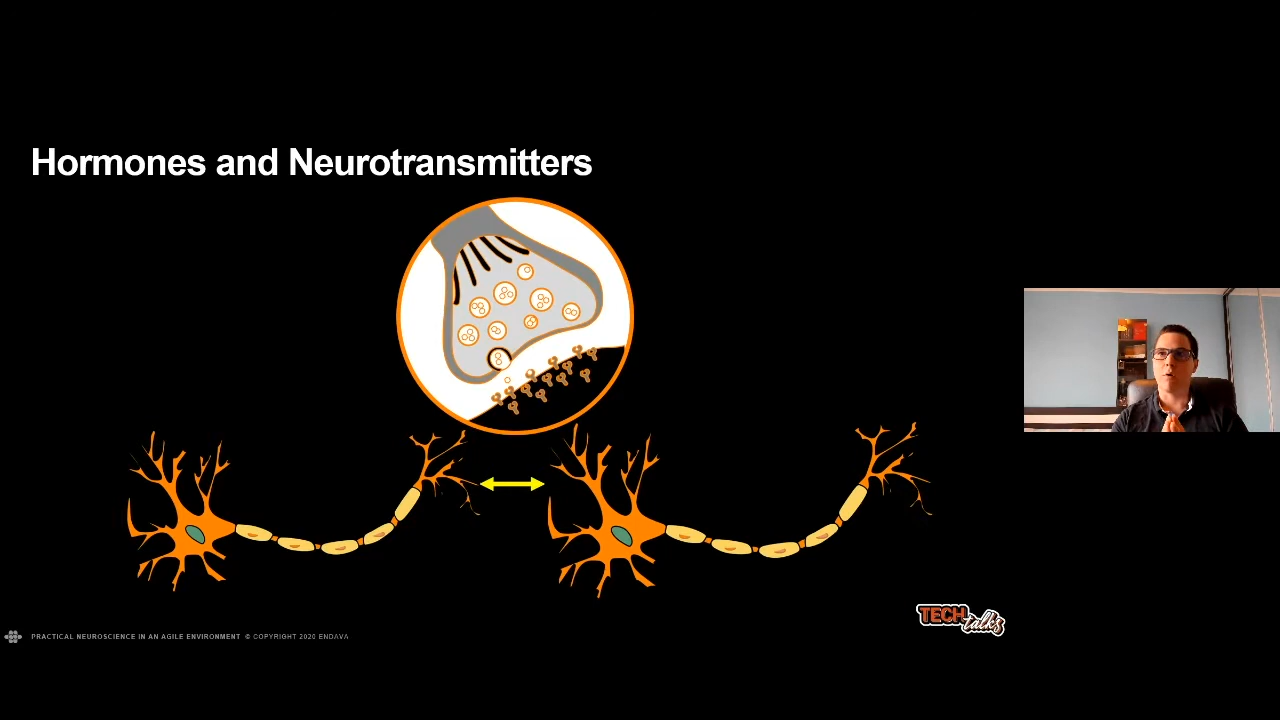 Hormones and Neurotransmitters
TECH
talks
PRACTICAL NEUROSCIENCE IN AN AGILE ENVIRONMENT © COPYRIGHT 2020 ENDAVA